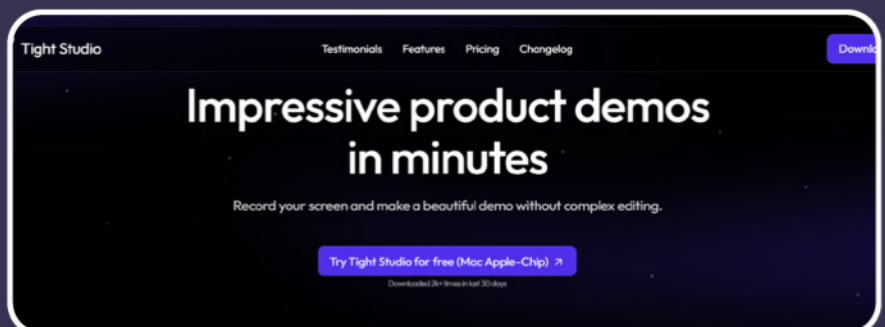 Tight Studio
Testimonials Features Pricing Changelog
Downlo
Impressive product demos
in minutes
Record your screen and make a beautiful demo without complex editing.
Try Tight Studio for free (Mac Apple-Chip) ↗
Downloaded 2k+ times in last 30 days